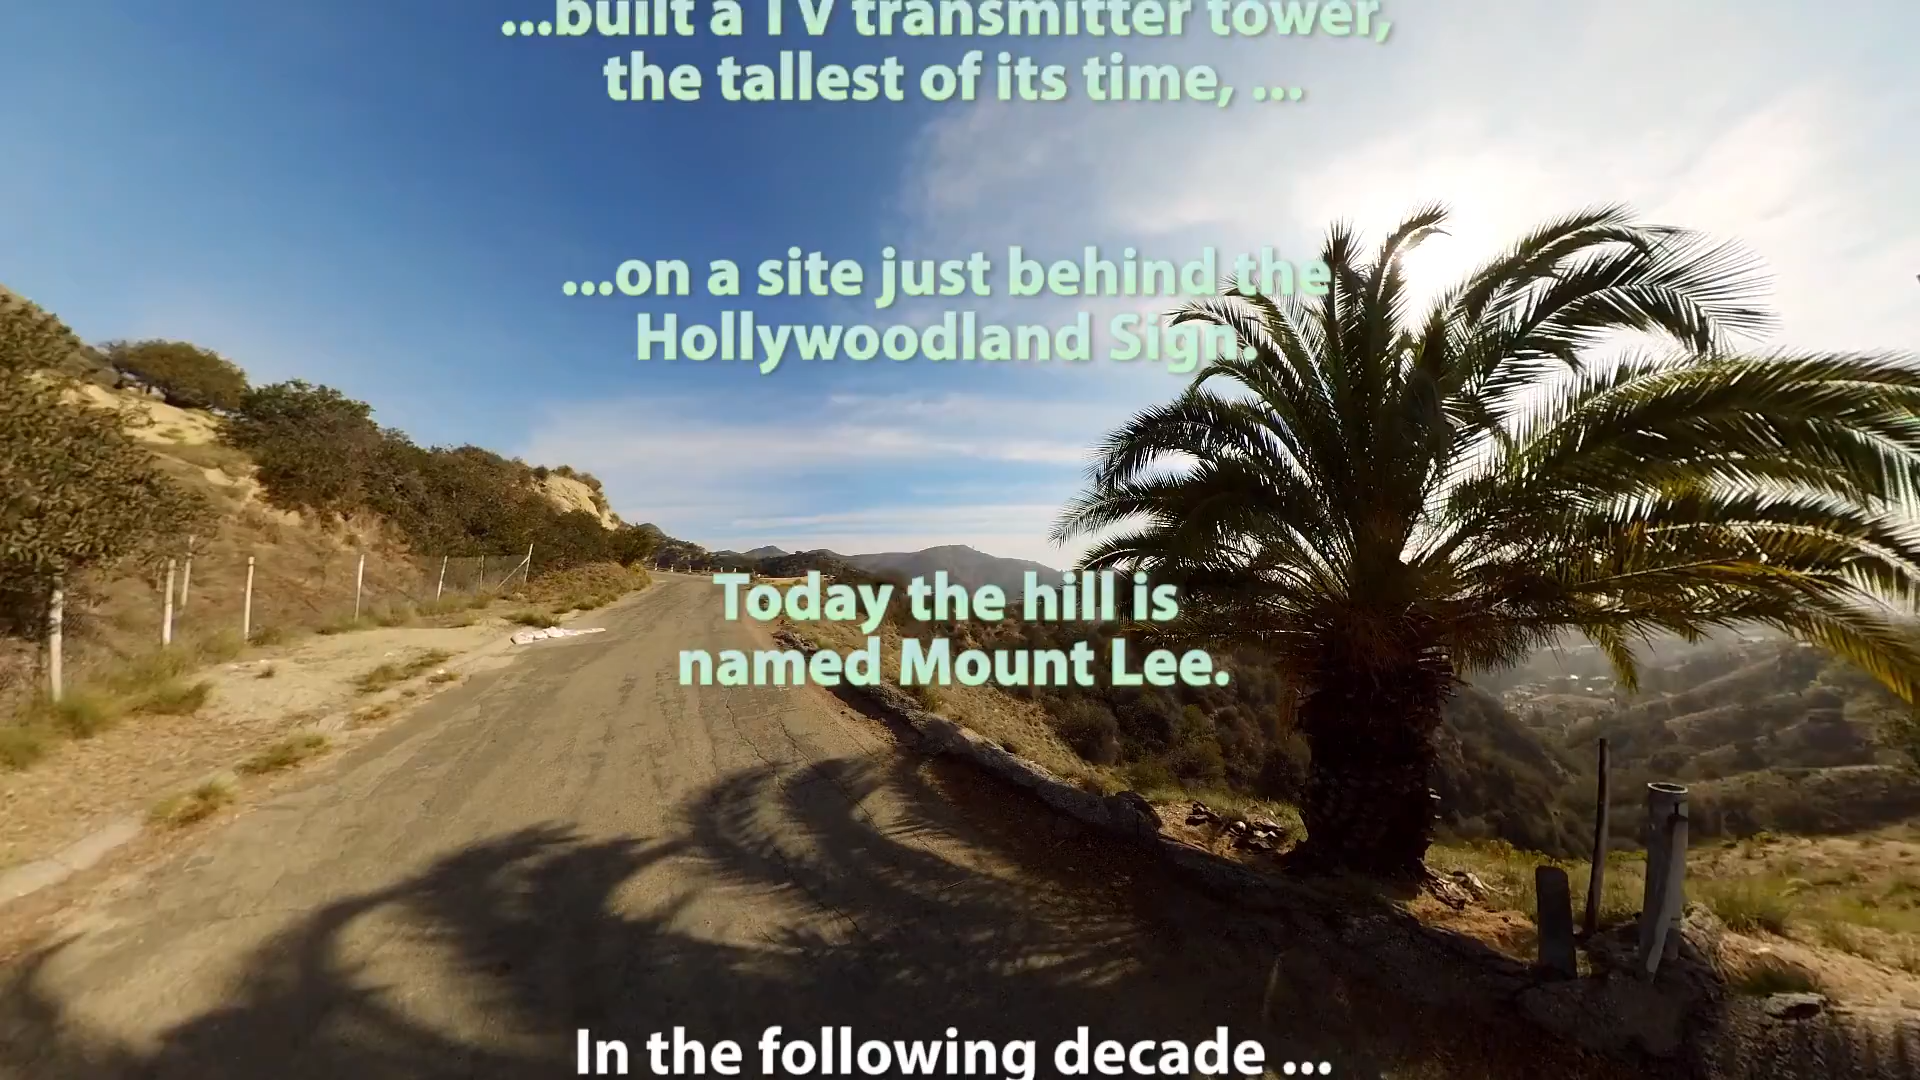 ...built a TV transmitter tower,
the tallest of its time, ...
...on a site just behind the
Hollywoodland Sign.
Today the hill is
named Mount Lee.
In the following decade ...